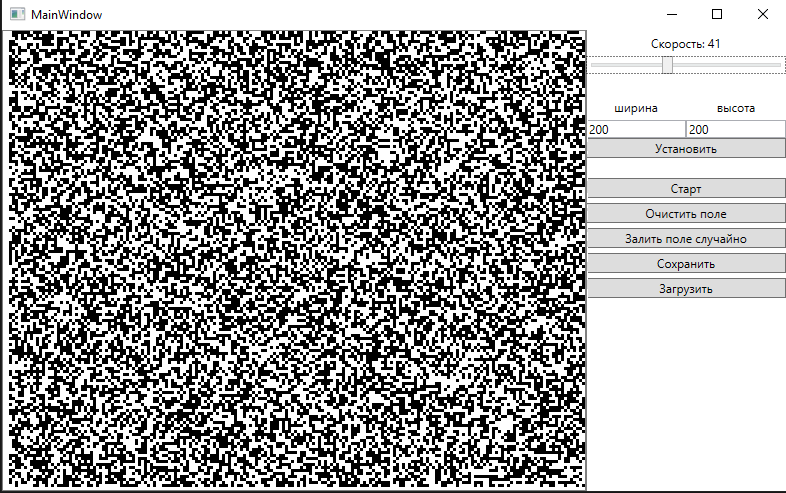 MainWindow
Скорость: 41
ширина высота
200 200
Установить
Старт
Очистить поле
Залить поле случайно
Сохранить
Загрузить